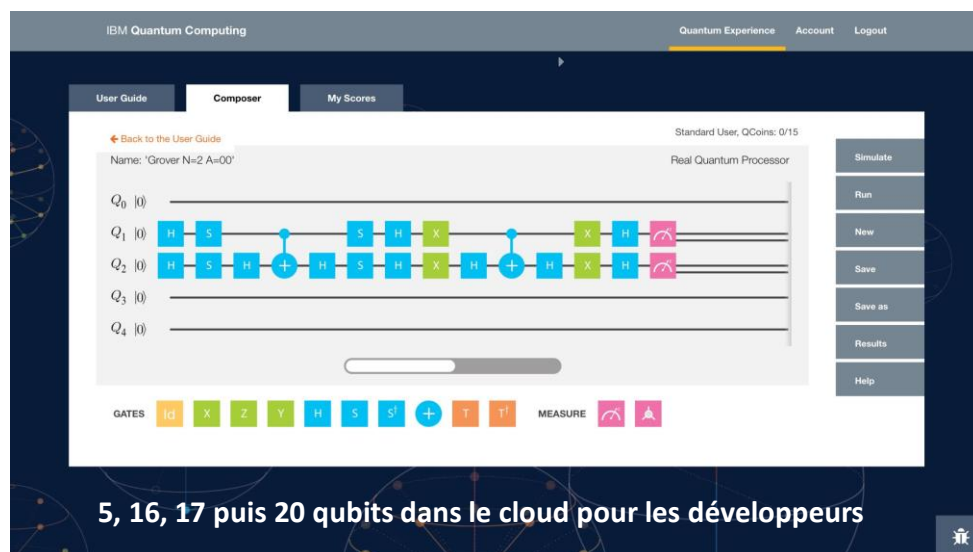 IBM Quantum Computing
Quantum Experience Account Logout
User Guide Composer My Scores
Standard User, QCoins: 0/15
← Back to the User Guide
Name: 'Grover N=2 A=00' Real Quantum Processor
Q0 |0⟩
Q1 |0⟩ H S S H X X H
Q2 |0⟩ H S H + H S H X H + H X H
Q3 |0⟩
Q4 |0⟩
Simulate
Run
New
Save
Save as
Results
Help
GATES Id X Z Y H S S† + T T† MEASURE
5, 16, 17 puis 20 qubits dans le cloud pour les développeurs